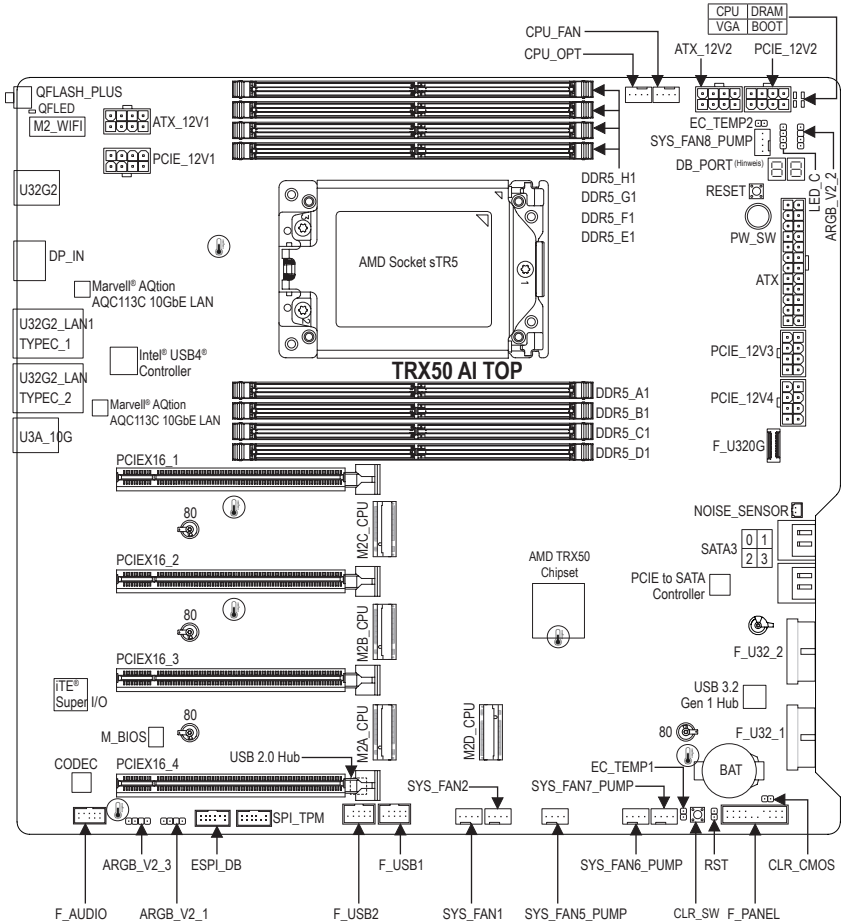 CPU DRAM
VGA BOOT
CPU_FAN
CPU_OPT
ATX_12V2
PCIE_12V2
QFLASH_PLUS
QFLED
M2_WIFI
ATX_12V1
PCIE_12V1
EC_TEMP2
SYS_FAN8_PUMP
DB_PORT (Hinweis)
88
RESET
LED_C
ARGB_V2_2
PW_SW
DDR5_H1
DDR5_G1
DDR5_F1
DDR5_E1
U32G2
AMD Socket sTR5
3
2
1
DP_IN
ATX
Marvell® AQtion
AQC113C 10GbE LAN
U32G2_LAN1
TYPEC_1
Intel® USB4®
Controller
PCIE_12V3
TRX50 AI TOP
U32G2_LAN
TYPEC_2
Marvell® AQtion
AQC113C 10GbE LAN
DDR5_A1
DDR5_B1
DDR5_C1
DDR5_D1
PCIE_12V4
U3A_10G
F_U320G
PCIEX16_1
80
M2C_CPU
NOISE_SENSOR
SATA3
0 1
2 3
PCIEX16_2
AMD TRX50
Chipset
PCIE to SATA
Controller
80
M2B_CPU
PCIEX16_3
F_U32_2
iTE®
Super I/O
USB 3.2
Gen 1 Hub
M_BIOS
80
M2A_CPU
M2D_CPU
80
F_U32_1
CODEC
PCIEX16_4
USB 2.0 Hub
BAT
SYS_FAN2
EC_TEMP1
SYS_FAN7_PUMP
SPI_TPM
ARGB_V2_3
ESPI_DB
F_USB1
SYS_FAN6_PUMP
RST
CLR_CMOS
F_AUDIO
ARGB_V2_1
F_USB2
SYS_FAN1
SYS_FAN5_PUMP
CLR_SW
F_PANEL